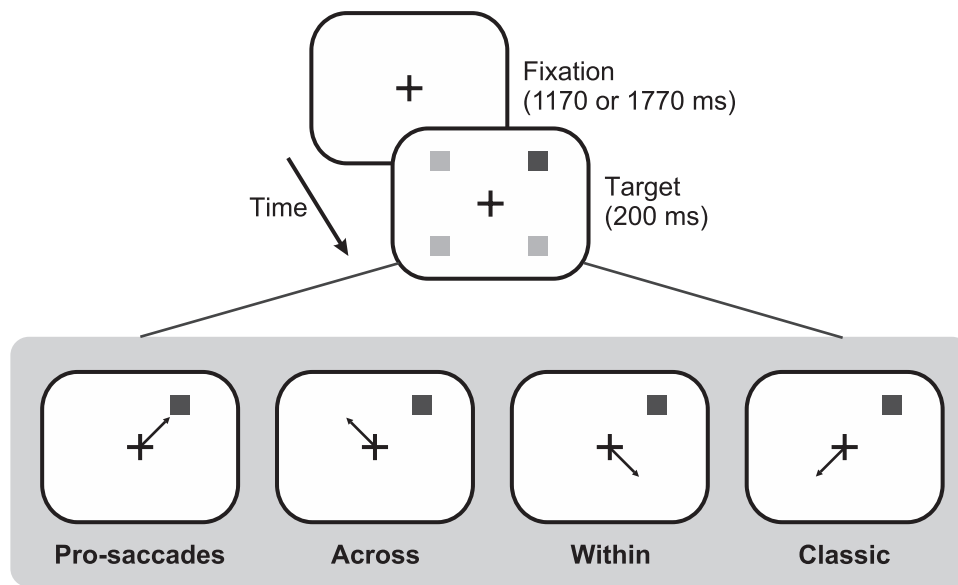 Fixation
(1170 or 1770 ms)
Target
(200 ms)
Time
Pro-saccades
Across
Within
Classic